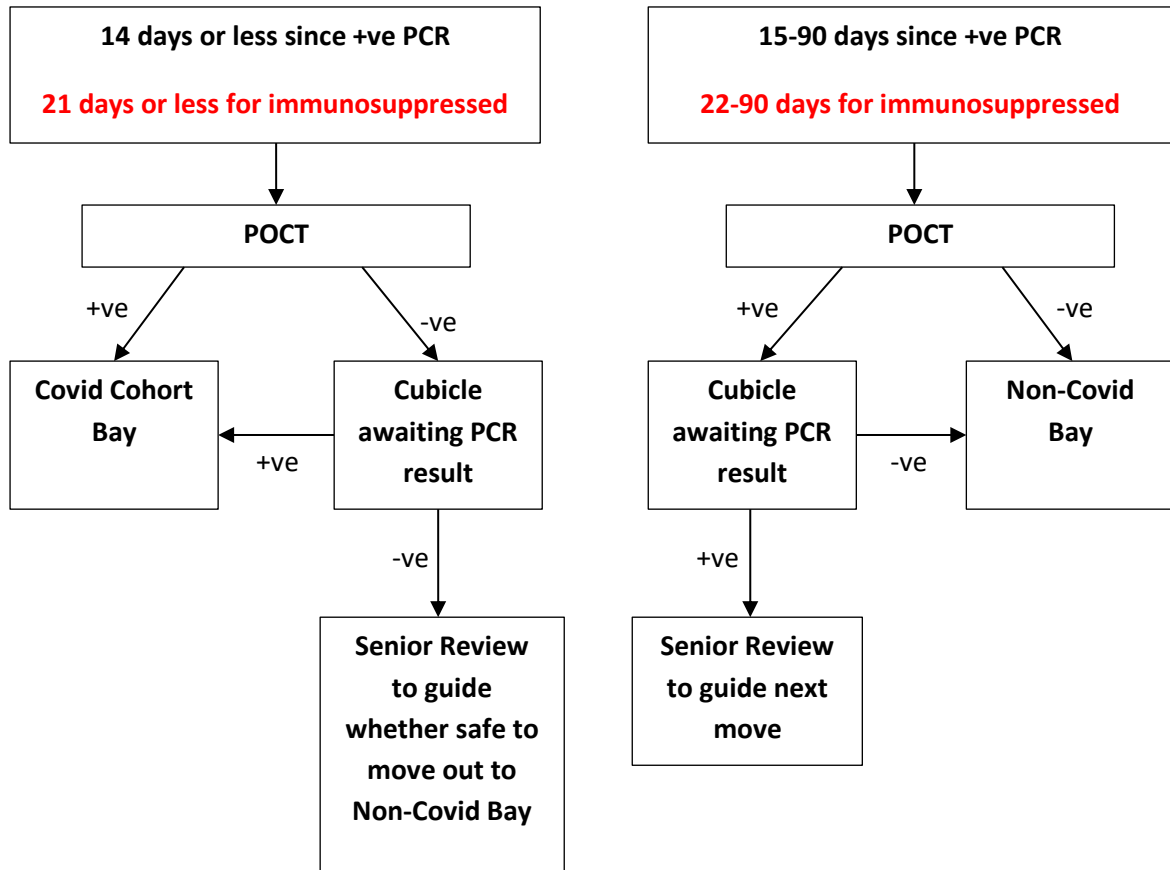 14 days or less since +ve PCR
21 days or less for immunosuppressed
POCT
+ve
-ve
Covid Cohort
Bay
Cubicle
awaiting PCR
result
+ve
-ve
Senior Review
to guide
whether safe to
move out to
Non-Covid Bay
15-90 days since +ve PCR
22-90 days for immunosuppressed
POCT
+ve
-ve
Cubicle
awaiting PCR
result
Non-Covid
Bay
-ve
+ve
Senior Review
to guide next
move